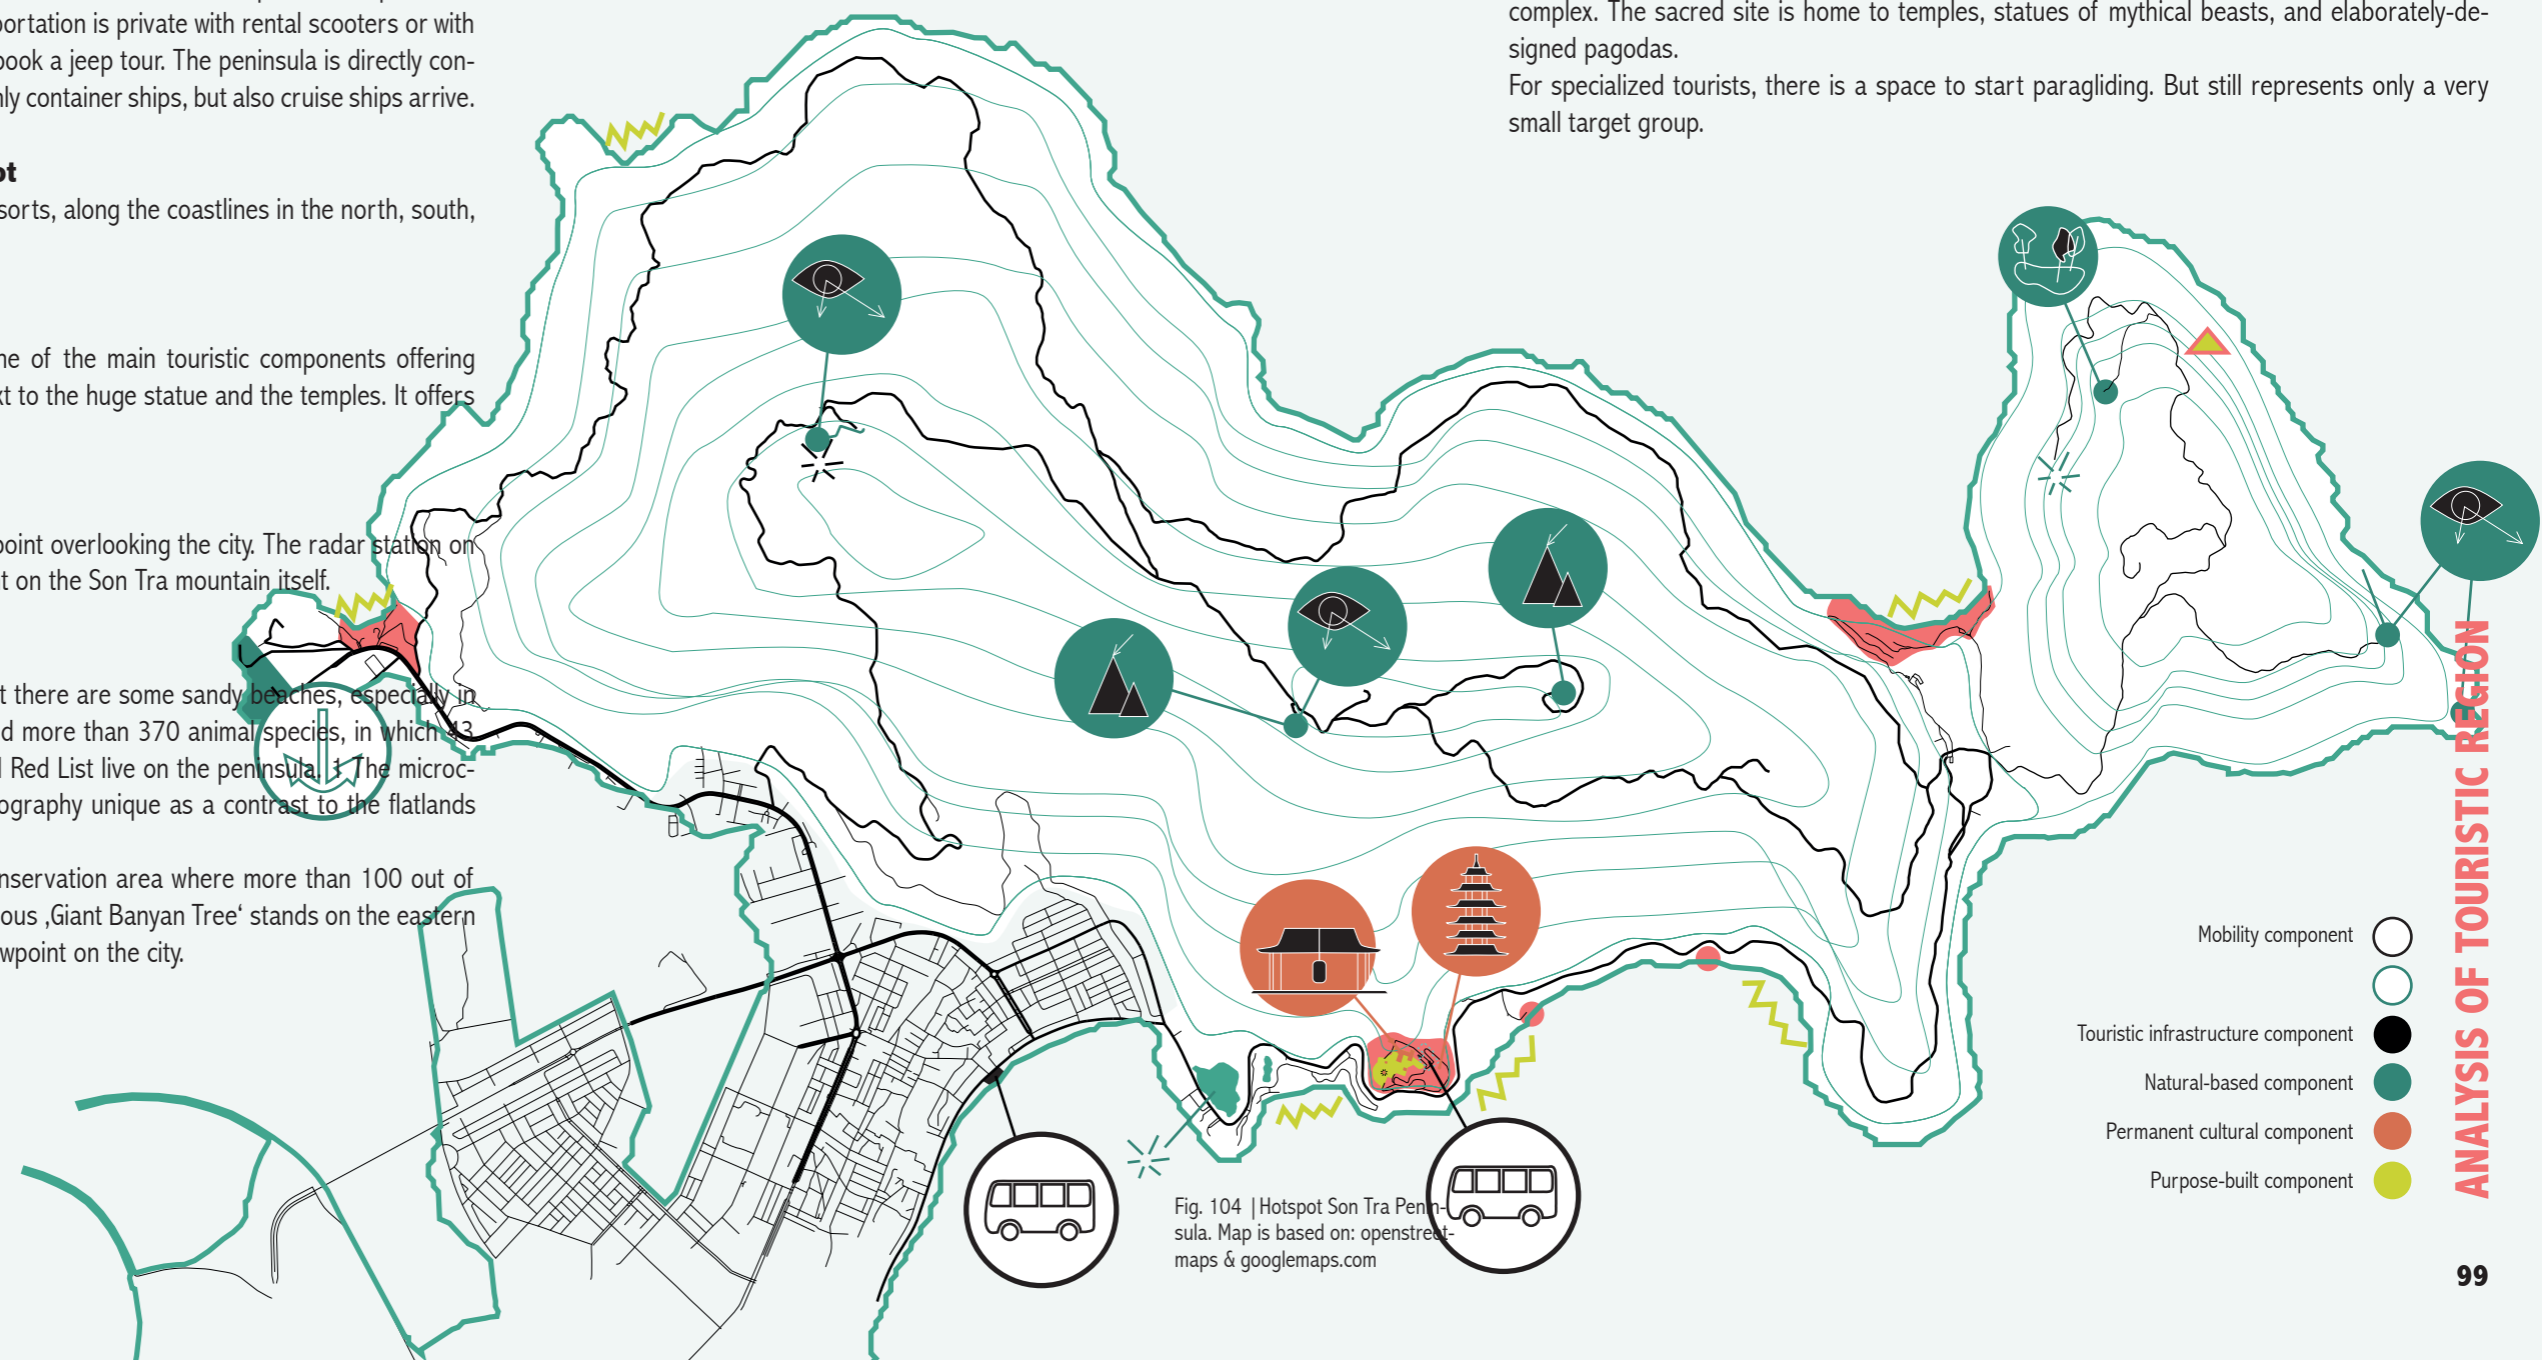 ortation is private with rental scooters or with
book a jeep tour. The peninsula is directly con-
nly container ships, but also cruise ships arrive.
ot
sorts, along the coastlines in the north, south,
ne of the main touristic components offering
xt to the huge statue and the temples. It offers
point overlooking the city. The radar station on
t on the Son Tra mountain itself.
t there are some sandy beaches, especially in
d more than 370 animal species, in which 43
l Red List live on the peninsula. 1 The microc-
ography unique as a contrast to the flatlands
nservation area where more than 100 out of
ous ‚Giant Banyan Tree‘ stands on the eastern
wpoint on the city.
complex. The sacred site is home to temples, statues of mythical beasts, and elaborately-de-
signed pagodas.
For specialized tourists, there is a space to start paragliding. But still represents only a very
small target group.
Fig. 104 | Hotspot Son Tra Penin-
sula. Map is based on: openstreet-
maps & googlemaps.com
Mobility component
Touristic infrastructure component
Natural-based component
Permanent cultural component
Purpose-built component
ANALYSIS OF TOURISTIC REGION
99